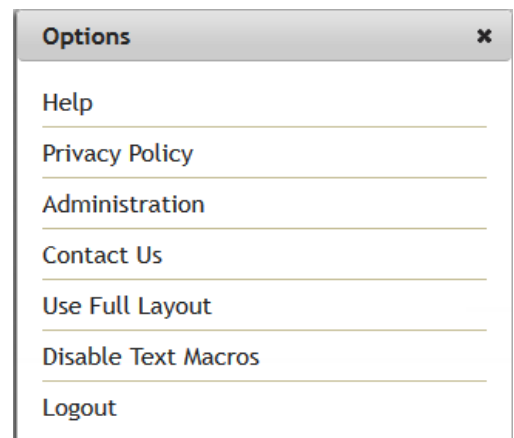 Options
Help
Privacy Policy
Administration
Contact Us
Use Full Layout
Disable Text Macros
Logout